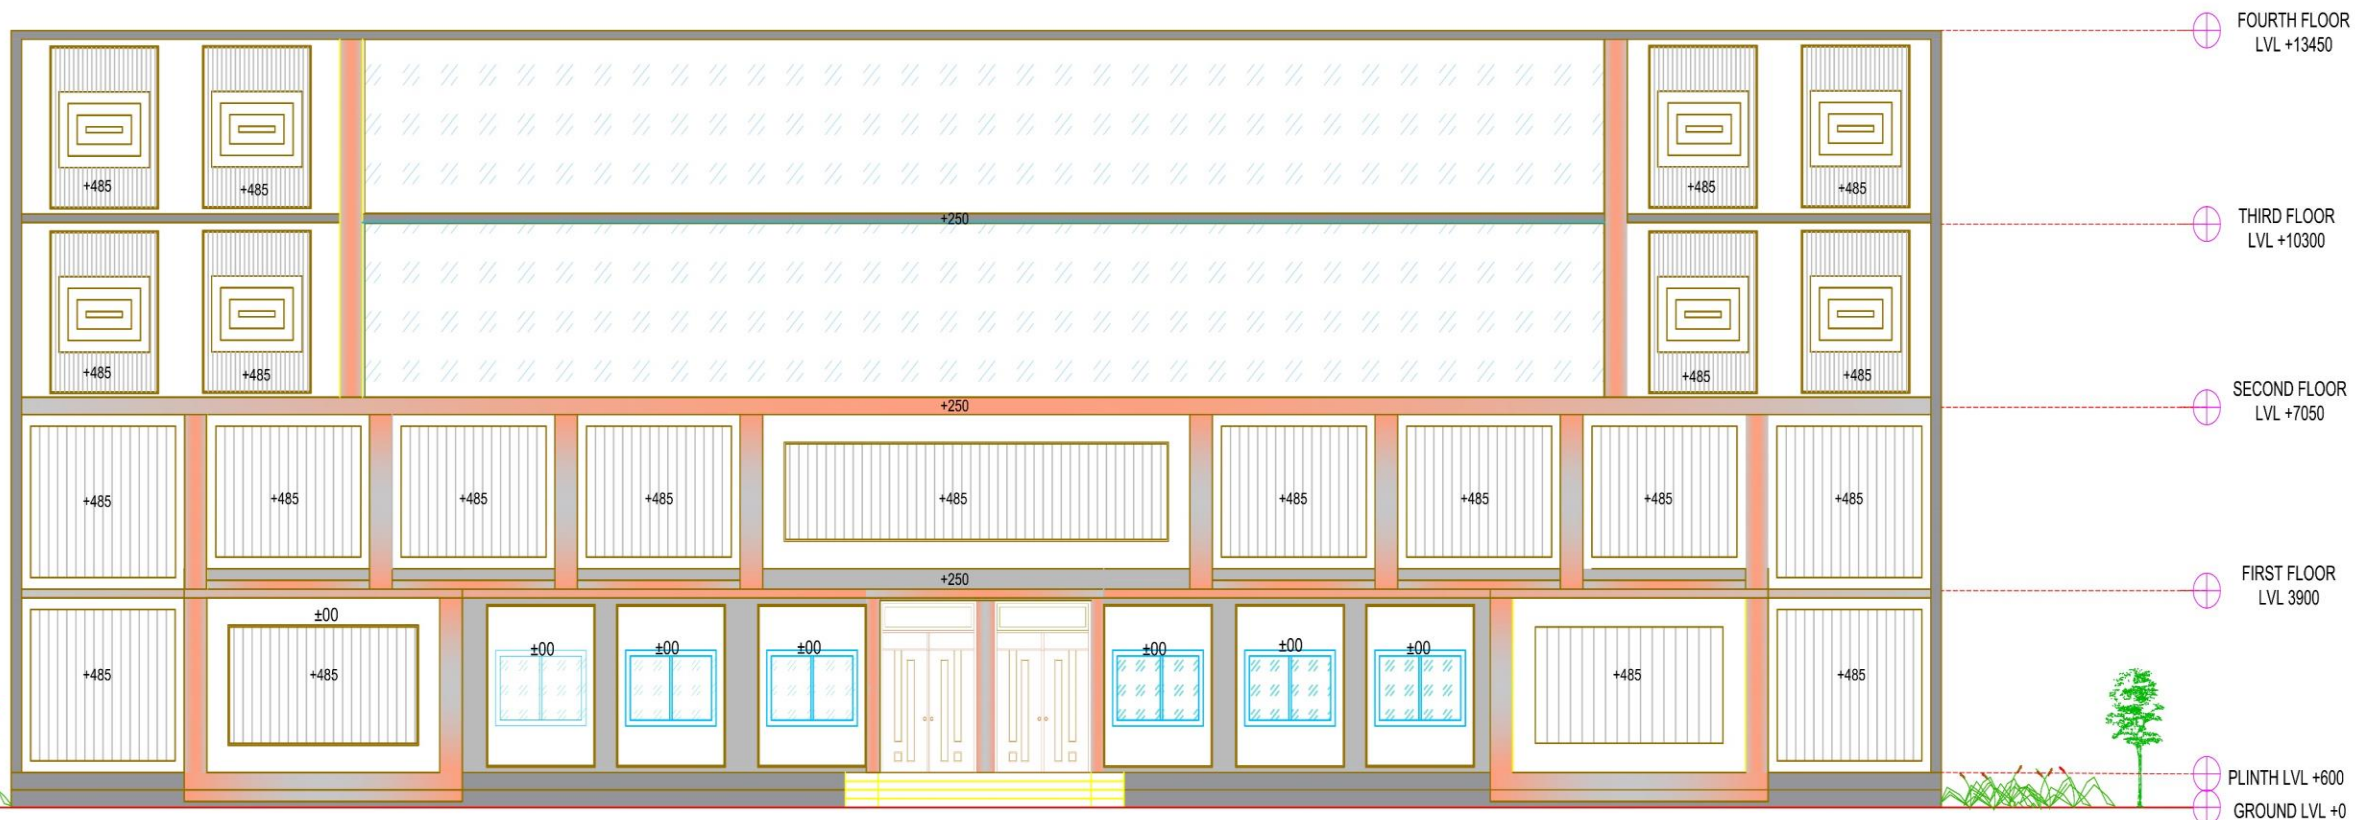 FOURTH FLOOR
LVL +13450
+485 +485 +485 +485
THIRD FLOOR
LVL +10300
+250
+485 +485 +485 +485
SECOND FLOOR
LVL +7050
+250
+485 +485 +485 +485 +485 +485 +485 +485 +485
FIRST FLOOR
LVL 3900
+250
±00
±00 ±00 ±00 ±00 ±00 ±00
+485 +485 +485 +485
PLINTH LVL +600
GROUND LVL +0